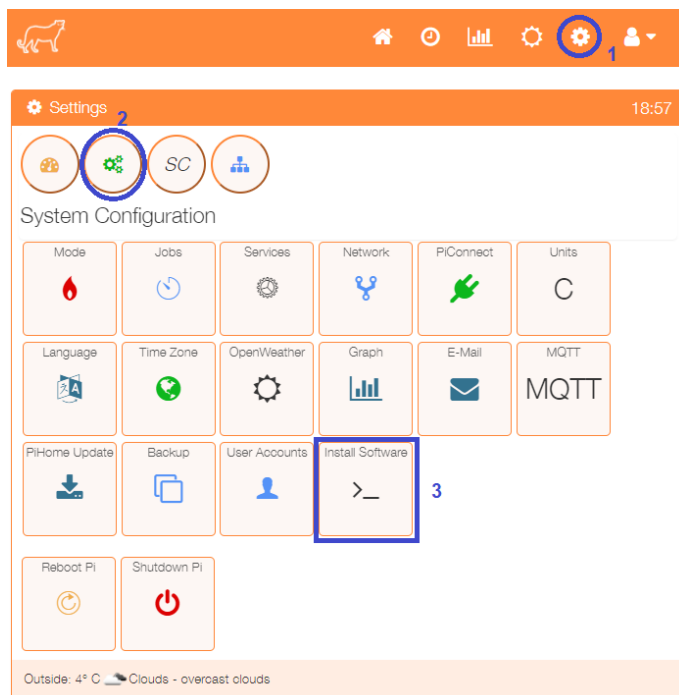 1
Settings
18:57
2
SC
System Configuration
Mode
Jobs
Services
Network
PiConnect
Units
C
Language
Time Zone
OpenWeather
Graph
E-Mail
MQTT
A
MQTT
PiHome Update
Backup
User Accounts
Install Software
>_
3
Reboot Pi
Shutdown Pi
Outside: 4° C Clouds - overcast clouds